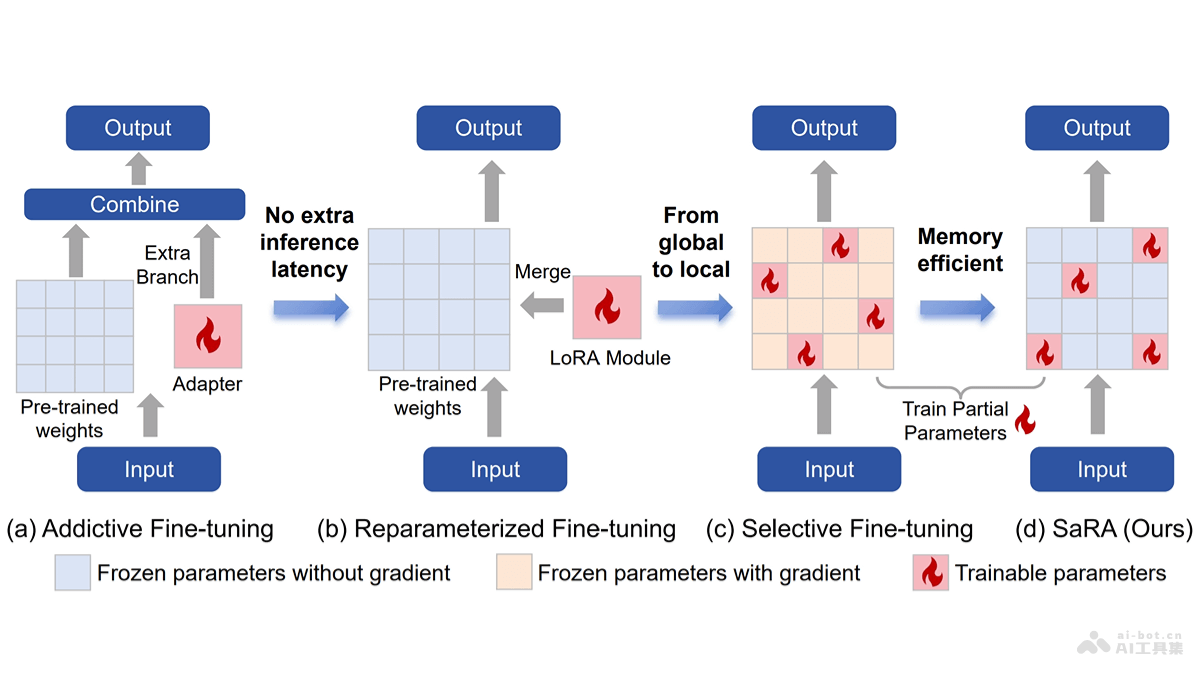 Output
Combine
Extra
Branch
Adapter
Pre-trained
weights
Input
(a) Addictive Fine-tuning
No extra
inference
latency
Output
Merge
LoRA Module
Pre-trained
weights
Input
(b) Reparameterized Fine-tuning
From
global
to local
Output
Input
(c) Selective Fine-tuning
Memory
efficient
Train Partial
Parameters
Output
Input
(d) SaRA (Ours)
Frozen parameters without gradient
Frozen parameters with gradient
Trainable parameters
ai-bot.cn
AI工具集